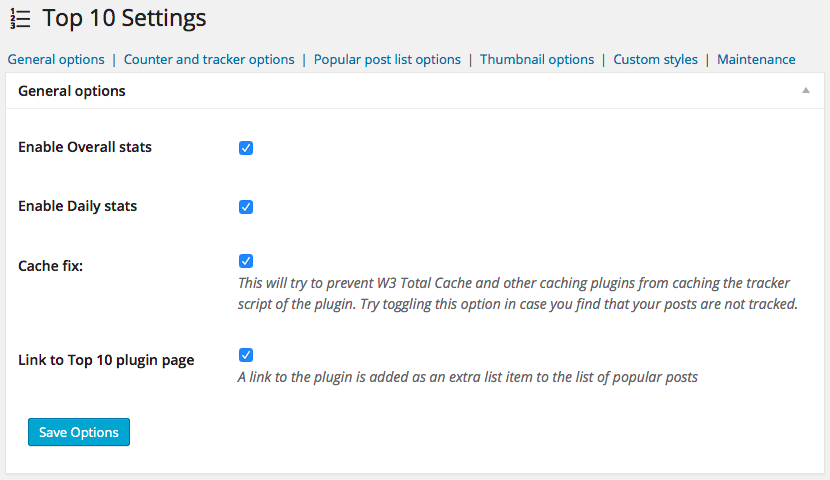 Top 10 Settings
General options | Counter and tracker options | Popular post list options | Thumbnail options | Custom styles | Maintenance
General options
Enable Overall stats
Enable Daily stats
Cache fix:
This will try to prevent W3 Total Cache and other caching plugins from caching the tracker
script of the plugin. Try toggling this option in case you find that your posts are not tracked.
Link to Top 10 plugin page
A link to the plugin is added as an extra list item to the list of popular posts
Save Options